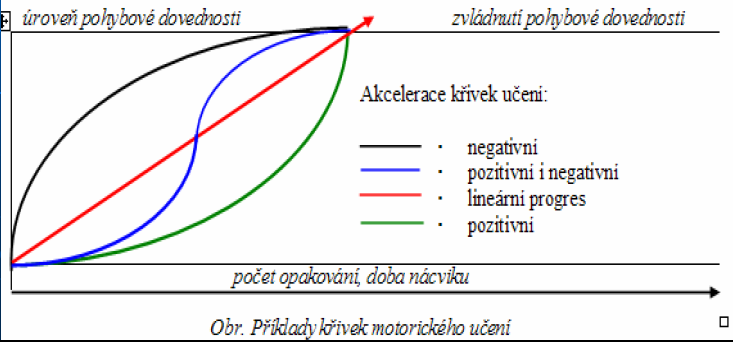 úroveň pohybové dovednosti
zvládnutí pohybové dovednosti
Akcelerace křivek učení:
· negativní
· pozitivní i negativní
· lineární progres
· pozitivní
počet opakování, doba nácviku
Obr. Příklady křivek motorického učení